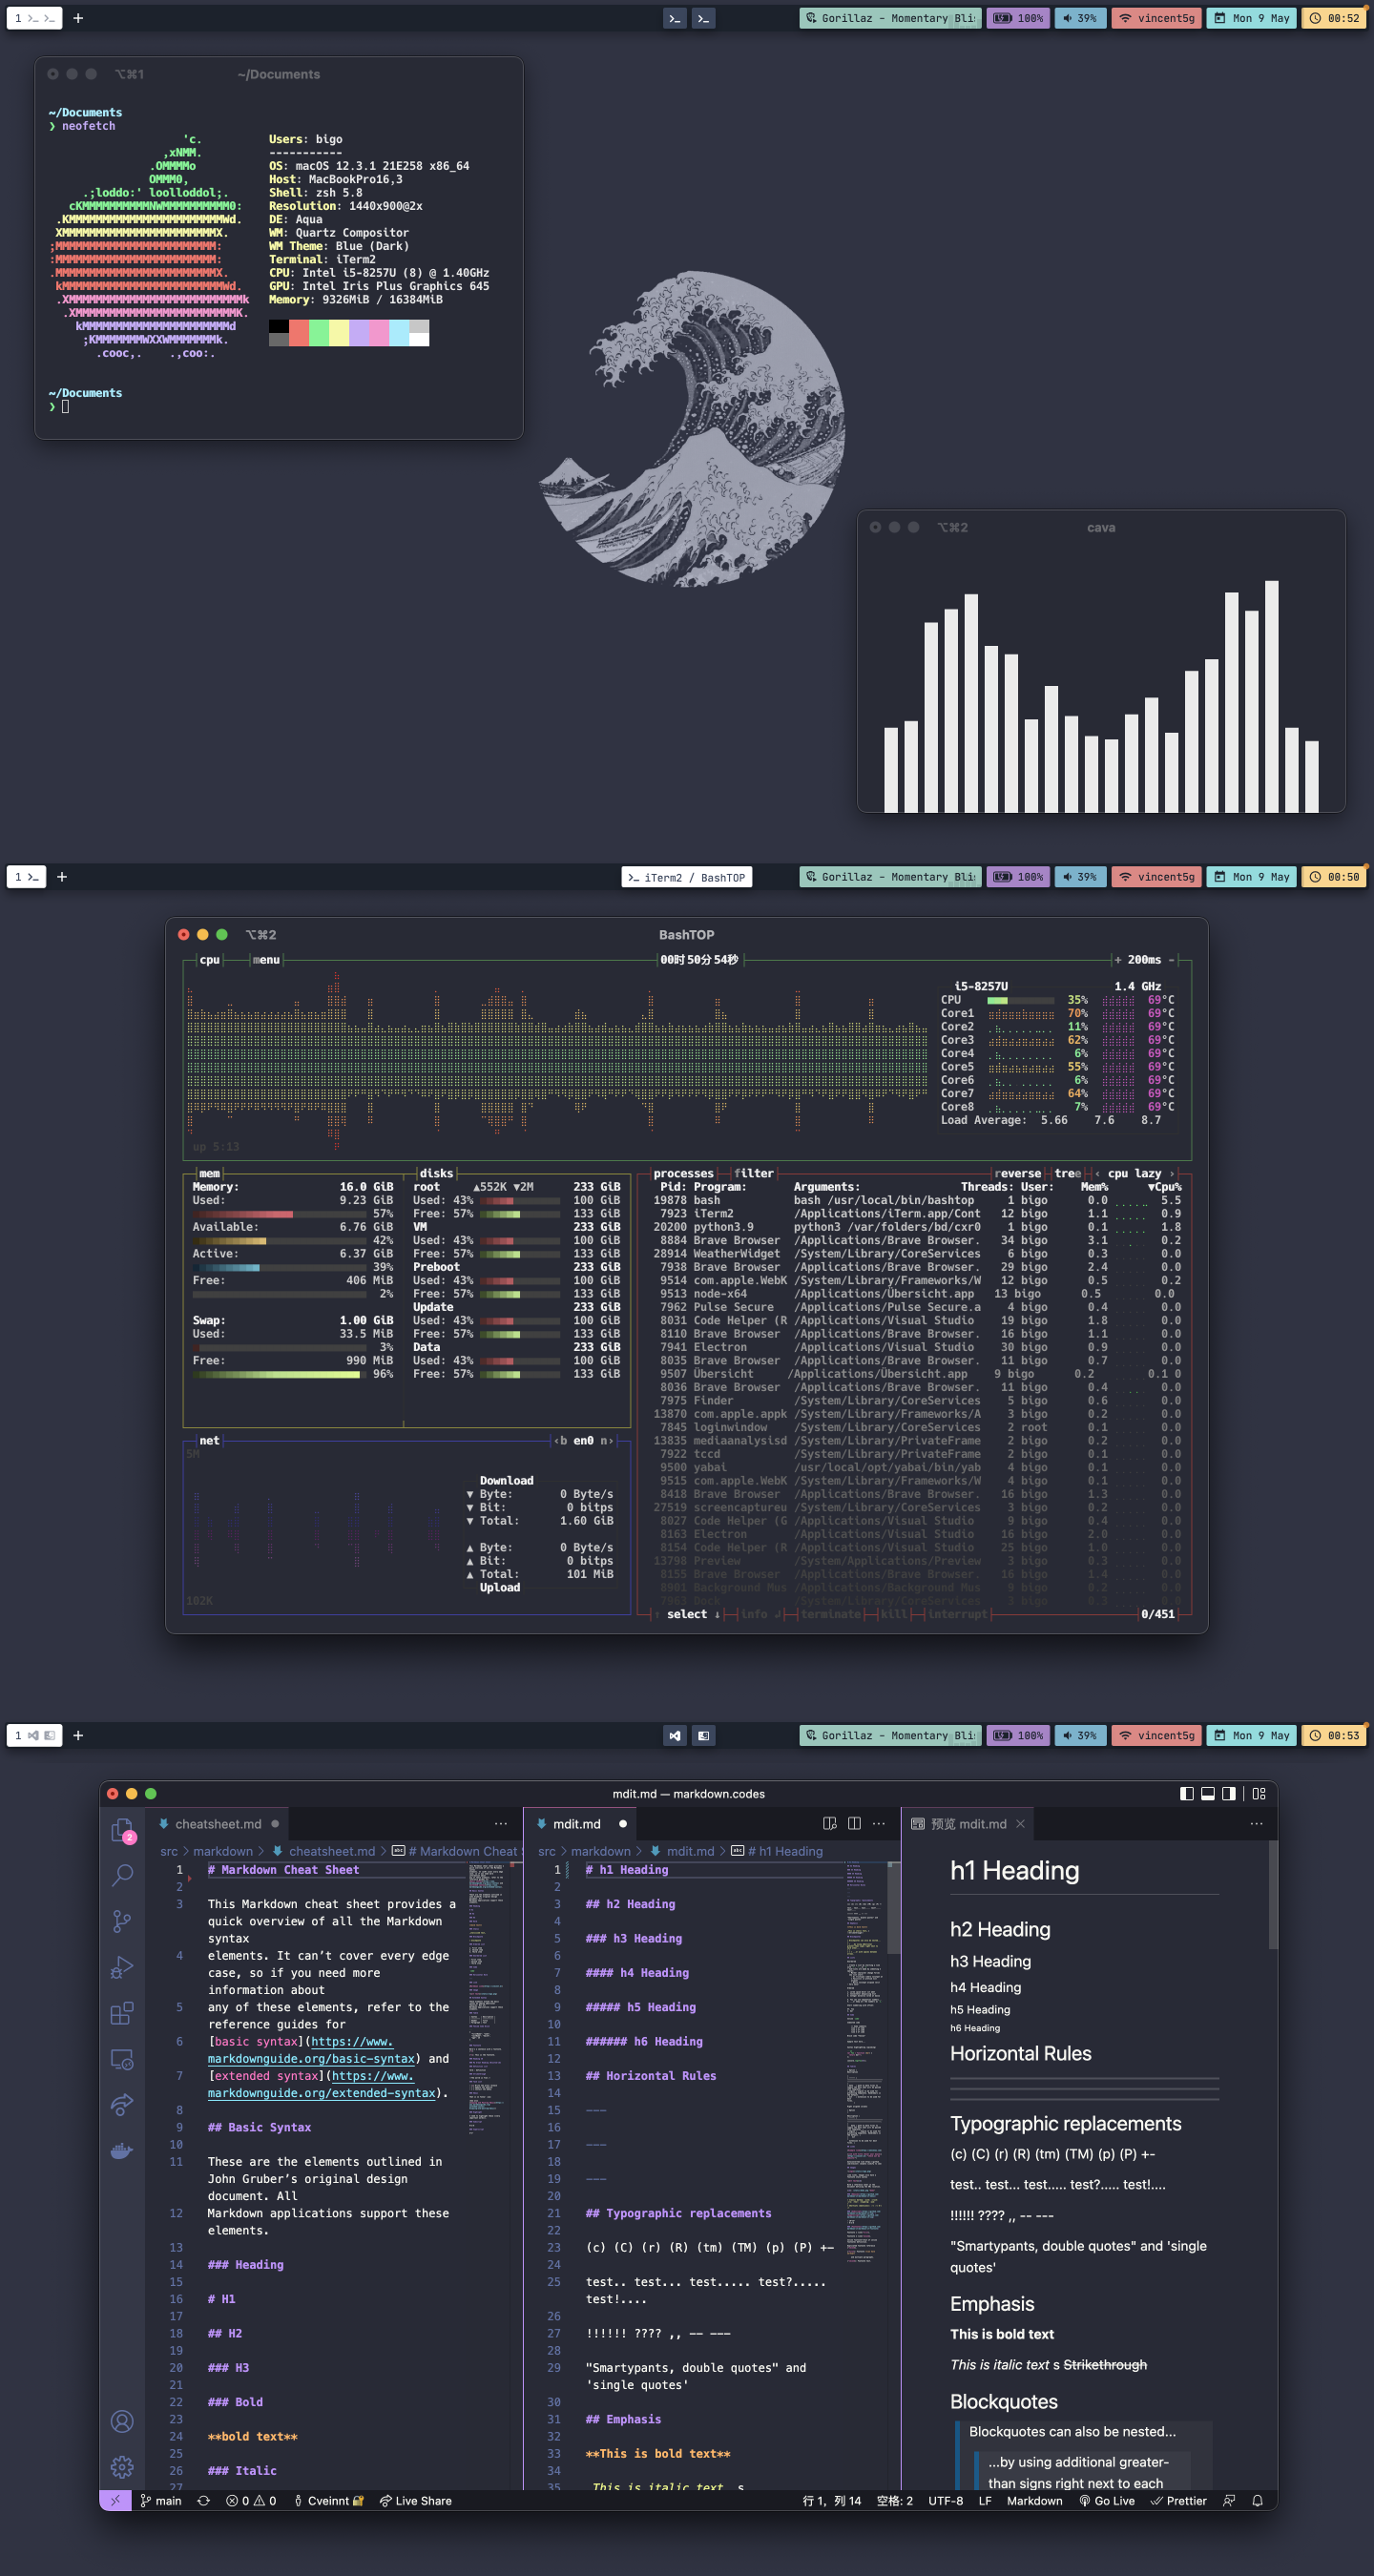 1
+
Gorillaz - Momentary Bli
100%
39%
vincent5g
Mon 9 May
00:52
⌥⌘1 ~/Documents
~/Documents
❯ neofetch
'c.
,xNMM.
.OMMMMo
OMMM0,
.;loddo:' loolloddol;.
cKMMMMMMMMMMNWMMMMMMMMMM0:
.KMMMMMMMMMMMMMMMMMMMMMMMWd.
XMMMMMMMMMMMMMMMMMMMMMMMX.
;MMMMMMMMMMMMMMMMMMMMMMMM:
:MMMMMMMMMMMMMMMMMMMMMMMM:
.MMMMMMMMMMMMMMMMMMMMMMMMX.
kMMMMMMMMMMMMMMMMMMMMMMMMWd.
.XMMMMMMMMMMMMMMMMMMMMMMMMMMk
.XMMMMMMMMMMMMMMMMMMMMMMMMK.
kMMMMMMMMMMMMMMMMMMMMMMd
;KMMMMMMMWXXWMMMMMMMk.
.cooc,. .,coo:.
Users: bigo
-----------
OS: macOS 12.3.1 21E258 x86_64
Host: MacBookPro16,3
Shell: zsh 5.8
Resolution: 1440x900@2x
DE: Aqua
WM: Quartz Compositor
WM Theme: Blue (Dark)
Terminal: iTerm2
CPU: Intel i5-8257U (8) @ 1.40GHz
GPU: Intel Iris Plus Graphics 645
Memory: 9326MiB / 16384MiB
~/Documents
❯
⌥⌘2 cava
1
+
iTerm2 / BashTOP
Gorillaz - Momentary Bli
100%
39%
vincent5g
Mon 9 May
00:50
⌥⌘2 BashTOP
cpu menu 00时50分54秒 + 200ms -
i5-8257U 1.4 GHz
CPU 35% 69°C
Core1 70% 69°C
Core2 11% 69°C
Core3 62% 69°C
Core4 6% 69°C
Core5 55% 69°C
Core6 6% 69°C
Core7 64% 69°C
Core8 7% 69°C
Load Average: 5.66 7.6 8.7
up 5:13
mem
Memory: 16.0 GiB
Used: 9.23 GiB
57%
Available: 6.76 GiB
42%
Active: 6.37 GiB
39%
Free: 406 MiB
2%
Swap: 1.00 GiB
Used: 33.5 MiB
3%
Free: 990 MiB
96%
disks
root ▲552K ▼2M 233 GiB
Used: 43% 100 GiB
Free: 57% 133 GiB
VM 233 GiB
Used: 43% 100 GiB
Free: 57% 133 GiB
Preboot 233 GiB
Used: 43% 100 GiB
Free: 57% 133 GiB
Update 233 GiB
Used: 43% 100 GiB
Free: 57% 133 GiB
Data 233 GiB
Used: 43% 100 GiB
Free: 57% 133 GiB
net ‹b en0 n›
5M
Download
▼ Byte: 0 Byte/s
▼ Bit: 0 bitps
▼ Total: 1.60 GiB
▲ Byte: 0 Byte/s
▲ Bit: 0 bitps
▲ Total: 101 MiB
Upload
102K
processes filter reverse tree ‹ cpu lazy ›
Pid: Program: Arguments: Threads: User: Mem% ▼Cpu%
19878 bash bash /usr/local/bin/bashtop 1 bigo 0.0 5.5
7923 iTerm2 /Applications/iTerm.app/Cont 12 bigo 1.1 0.9
20200 python3.9 python3 /var/folders/bd/cxr0 1 bigo 0.1 1.8
8884 Brave Browser /Applications/Brave Browser. 34 bigo 3.1 0.2
28914 WeatherWidget /System/Library/CoreServices 6 bigo 0.3 0.0
7938 Brave Browser /Applications/Brave Browser. 29 bigo 2.4 0.0
9514 com.apple.WebK /System/Library/Frameworks/W 12 bigo 0.5 0.2
9513 node-x64 /Applications/Übersicht.app 13 bigo 0.5 0.0
7962 Pulse Secure /Applications/Pulse Secure.a 4 bigo 0.4 0.0
8031 Code Helper (R /Applications/Visual Studio 19 bigo 1.8 0.0
8110 Brave Browser /Applications/Brave Browser. 16 bigo 1.1 0.0
7941 Electron /Applications/Visual Studio 30 bigo 0.9 0.0
8035 Brave Browser /Applications/Brave Browser. 11 bigo 0.7 0.0
9507 Übersicht /Applications/Übersicht.app 9 bigo 0.2 0.1 0
8036 Brave Browser /Applications/Brave Browser. 11 bigo 0.4 0.0
7975 Finder /System/Library/CoreServices 5 bigo 0.6 0.0
13870 com.apple.appk /System/Library/Frameworks/A 3 bigo 0.2 0.0
7845 loginwindow /System/Library/CoreServices 2 root 0.1 0.0
13835 mediaanalysisd /System/Library/PrivateFrame 2 bigo 0.2 0.0
7922 tccd /System/Library/PrivateFrame 2 bigo 0.1 0.0
9500 yabai /usr/local/opt/yabai/bin/yab 4 bigo 0.1 0.0
9515 com.apple.WebK /System/Library/Frameworks/W 4 bigo 0.1 0.0
8418 Brave Browser /Applications/Brave Browser. 16 bigo 1.3 0.0
27519 screencaptureu /System/Library/CoreServices 3 bigo 0.2 0.0
8027 Code Helper (G /Applications/Visual Studio 9 bigo 0.4 0.0
8163 Electron /Applications/Visual Studio 16 bigo 2.0 0.0
8154 Code Helper (R /Applications/Visual Studio 25 bigo 1.0 0.0
13798 Preview /System/Applications/Preview 3 bigo 0.3 0.0
8155 Brave Browser /Applications/Brave Browser. 16 bigo 1.4 0.0
8901 Background Mus /Applications/Background Mus 9 bigo 0.2 0.0
7963 Dock /System/Library/CoreServices 3 bigo 0.3 0.0
↑ select ↓ info ↲ terminate kill interrupt 0/451
1
+
Gorillaz - Momentary Bli
100%
39%
vincent5g
Mon 9 May
00:53
mdit.md — markdown.codes
2
cheatsheet.md ● ...
src > markdown > cheatsheet.md > # Markdown Cheat S
1 # Markdown Cheat Sheet
2
3 This Markdown cheat sheet provides a
quick overview of all the Markdown
syntax
4 elements. It can’t cover every edge
case, so if you need more
information about
5 any of these elements, refer to the
reference guides for
6 [basic syntax](https://www.
markdownguide.org/basic-syntax) and
7 [extended syntax](https://www.
markdownguide.org/extended-syntax).
8
9 ## Basic Syntax
10
11 These are the elements outlined in
John Gruber’s original design
document. All
12 Markdown applications support these
elements.
13
14 ### Heading
15
16 # H1
17
18 ## H2
19
20 ### H3
21
22 ### Bold
23
24 **bold text**
25
26 ### Italic
27
mdit.md ● ...
src > markdown > mdit.md > # h1 Heading
1 # h1 Heading
2
3 ## h2 Heading
4
5 ### h3 Heading
6
7 #### h4 Heading
8
9 ##### h5 Heading
10
11 ###### h6 Heading
12
13 ## Horizontal Rules
14
15 ___
16
17 ---
18
19 ---
20
21 ## Typographic replacements
22
23 (c) (C) (r) (R) (tm) (TM) (p) (P) +-
24
25 test.. test... test..... test?.....
test!....
26
27 !!!!!! ???? ,, -- ---
28
29 "Smartypants, double quotes" and
'single quotes'
30
31 ## Emphasis
32
33 **This is bold text**
34
35 _This is italic text_ s
预览 mdit.md × ...
h1 Heading
h2 Heading
h3 Heading
h4 Heading
h5 Heading
h6 Heading
Horizontal Rules
Typographic replacements
(c) (C) (r) (R) (tm) (TM) (p) (P) +-
test.. test... test..... test?..... test!....
!!!!!! ???? ,, -- ---
"Smartypants, double quotes" and 'single
quotes'
Emphasis
This is bold text
This is italic text s Strikethrough
Blockquotes
Blockquotes can also be nested...
...by using additional greater-
than signs right next to each
main 0 0 Cveinnt Live Share
行 1，列 14 空格: 2 UTF-8 LF Markdown Go Live Prettier